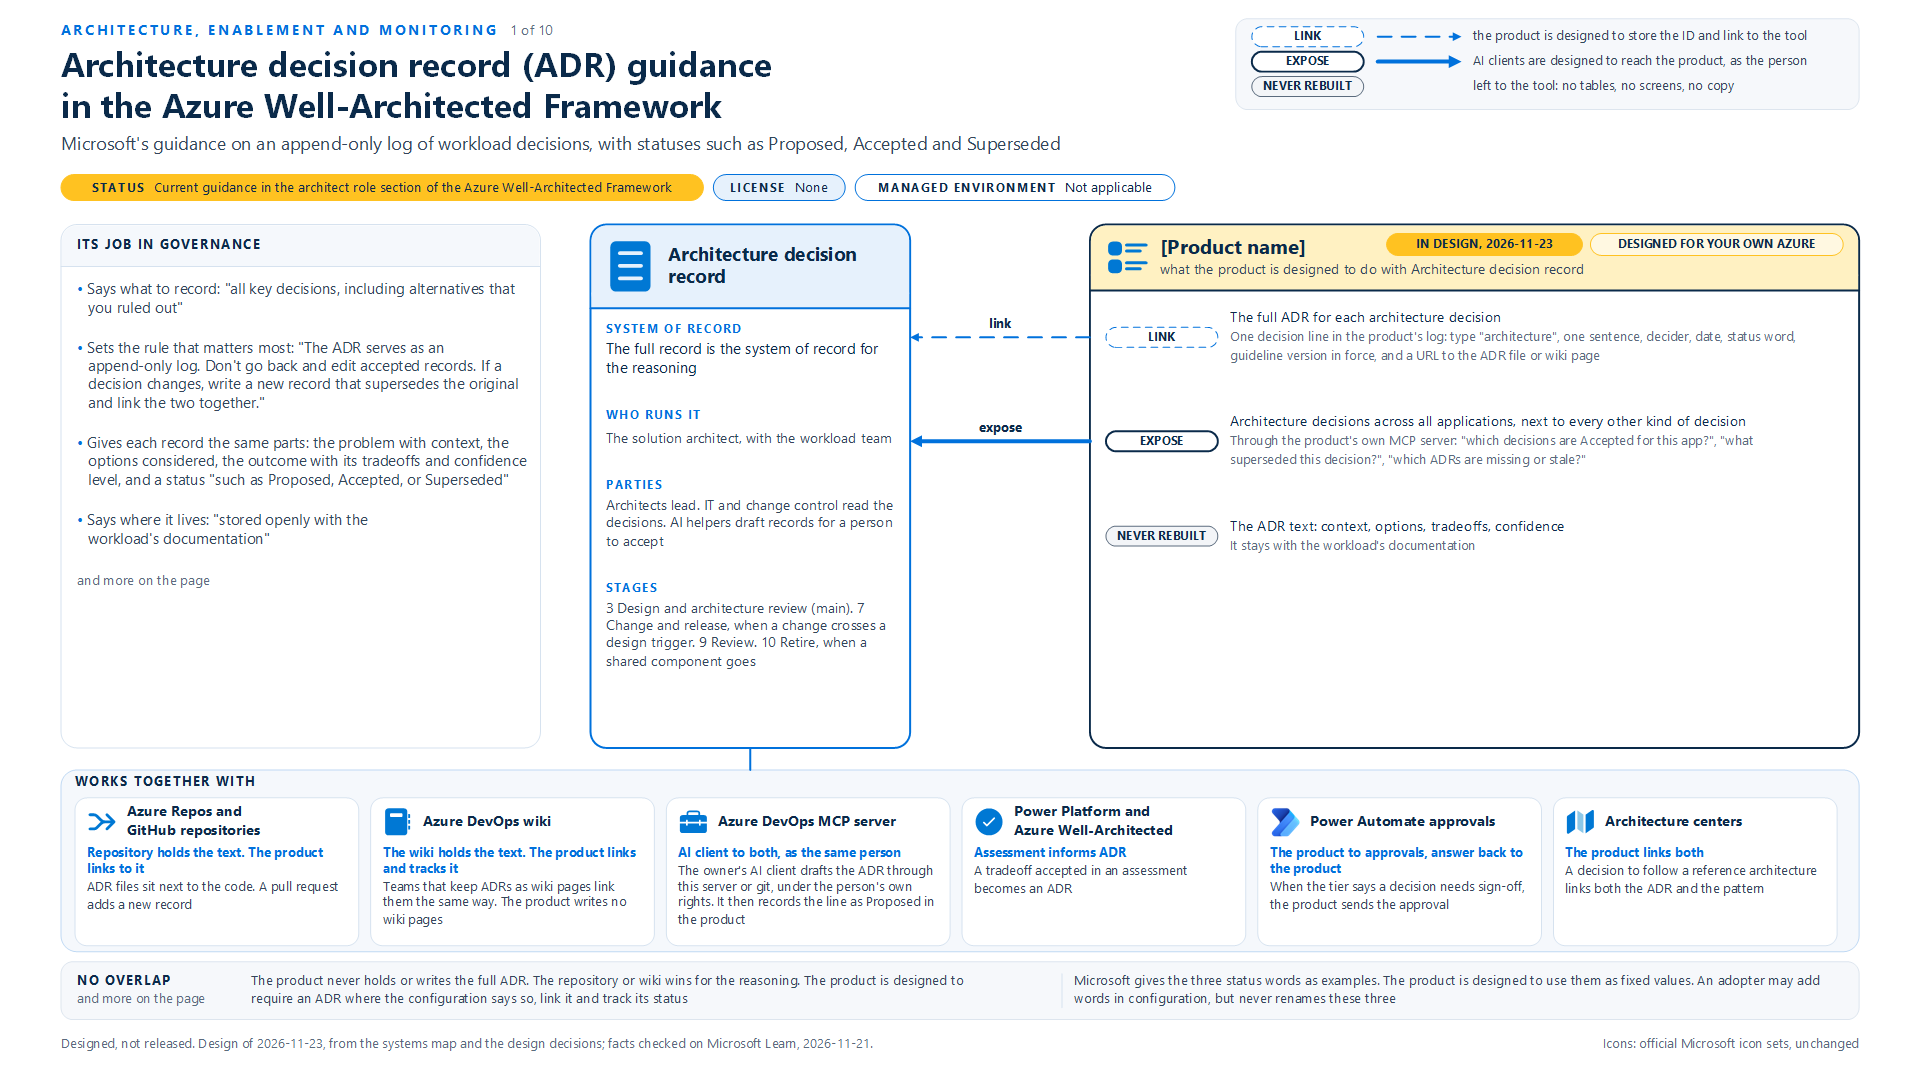 ARCHITECTURE, ENABLEMENT AND MONITORING 1 of 10
Architecture decision record (ADR) guidance
in the Azure Well-Architected Framework
Microsoft's guidance on an append-only log of workload decisions, with statuses such as Proposed, Accepted and Superseded
LINK the product is designed to store the ID and link to the tool
EXPOSE AI clients are designed to reach the product, as the person
NEVER REBUILT left to the tool: no tables, no screens, no copy
STATUS Current guidance in the architect role section of the Azure Well-Architected Framework
LICENSE None
MANAGED ENVIRONMENT Not applicable
ITS JOB IN GOVERNANCE
• Says what to record: "all key decisions, including alternatives that
you ruled out"
• Sets the rule that matters most: "The ADR serves as an
append-only log. Don't go back and edit accepted records. If a
decision changes, write a new record that supersedes the original
and link the two together."
• Gives each record the same parts: the problem with context, the
options considered, the outcome with its tradeoffs and confidence
level, and a status "such as Proposed, Accepted, or Superseded"
• Says where it lives: "stored openly with the
workload's documentation"
and more on the page
Architecture decision
record
SYSTEM OF RECORD
The full record is the system of record for
the reasoning
WHO RUNS IT
The solution architect, with the workload team
PARTIES
Architects lead. IT and change control read the
decisions. AI helpers draft records for a person
to accept
STAGES
3 Design and architecture review (main). 7
Change and release, when a change crosses a
design trigger. 9 Review. 10 Retire, when a
shared component goes
link
expose
[Product name]
IN DESIGN, 2026-11-23
DESIGNED FOR YOUR OWN AZURE
what the product is designed to do with Architecture decision record
LINK
The full ADR for each architecture decision
One decision line in the product's log: type "architecture", one sentence, decider, date, status word,
guideline version in force, and a URL to the ADR file or wiki page
EXPOSE
Architecture decisions across all applications, next to every other kind of decision
Through the product's own MCP server: "which decisions are Accepted for this app?", "what
superseded this decision?", "which ADRs are missing or stale?"
NEVER REBUILT
The ADR text: context, options, tradeoffs, confidence
It stays with the workload's documentation
WORKS TOGETHER WITH
Azure Repos and
GitHub repositories
Repository holds the text. The product
links to it
ADR files sit next to the code. A pull request
adds a new record
Azure DevOps wiki
The wiki holds the text. The product links
and tracks it
Teams that keep ADRs as wiki pages link
them the same way. The product writes no
wiki pages
Azure DevOps MCP server
AI client to both, as the same person
The owner's AI client drafts the ADR through
this server or git, under the person's own
rights. It then records the line as Proposed in
the product
Power Platform and
Azure Well-Architected
Assessment informs ADR
A tradeoff accepted in an assessment
becomes an ADR
Power Automate approvals
The product to approvals, answer back to
the product
When the tier says a decision needs sign-off,
the product sends the approval
Architecture centers
The product links both
A decision to follow a reference architecture
links both the ADR and the pattern
NO OVERLAP
and more on the page
The product never holds or writes the full ADR. The repository or wiki wins for the reasoning. The product is designed to
require an ADR where the configuration says so, link it and track its status
Microsoft gives the three status words as examples. The product is designed to use them as fixed values. An adopter may add
words in configuration, but never renames these three
Designed, not released. Design of 2026-11-23, from the systems map and the design decisions; facts checked on Microsoft Learn, 2026-11-21.
Icons: official Microsoft icon sets, unchanged